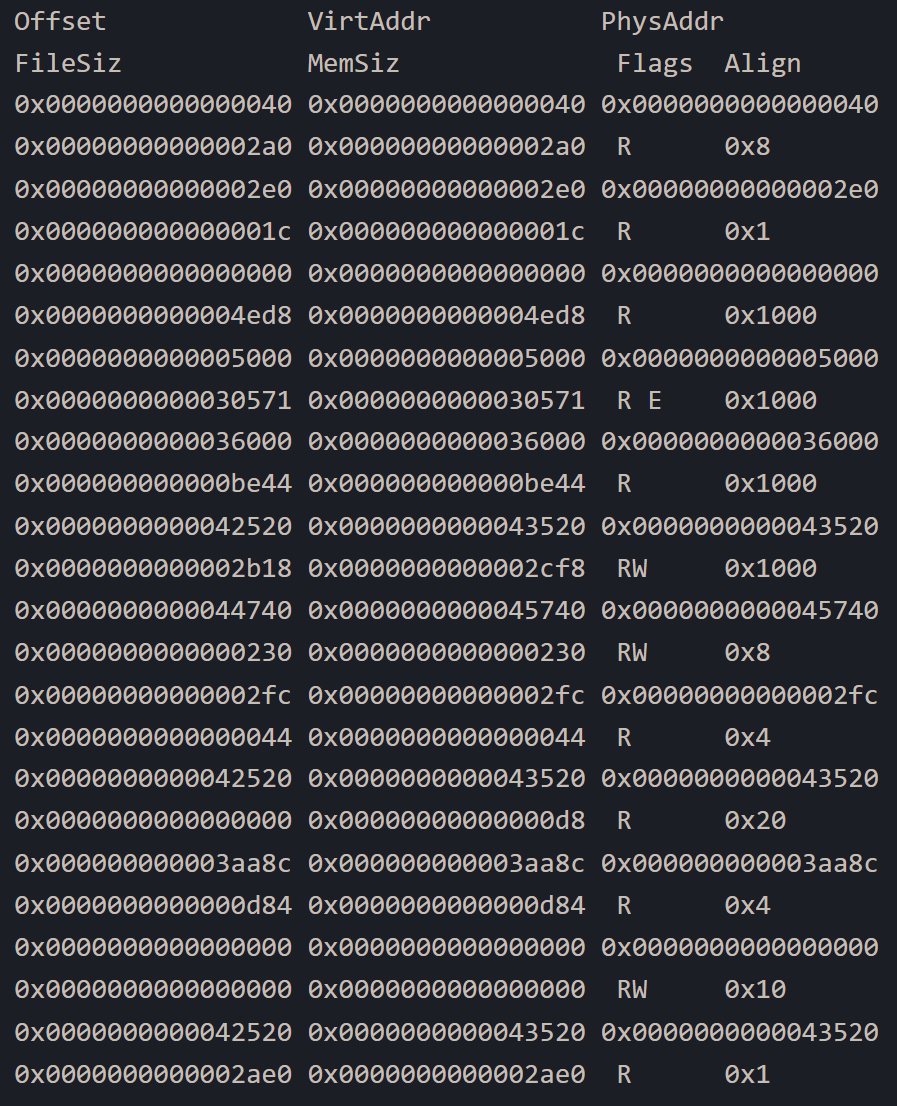 Offset VirtAddr PhysAddr
FileSiz MemSiz Flags Align
0x0000000000000040 0x0000000000000040 0x0000000000000040
0x00000000000002a0 0x00000000000002a0 R 0x8
0x00000000000002e0 0x00000000000002e0 0x00000000000002e0
0x000000000000001c 0x000000000000001c R 0x1
0x0000000000000000 0x0000000000000000 0x0000000000000000
0x0000000000004ed8 0x0000000000004ed8 R 0x1000
0x0000000000005000 0x0000000000005000 0x0000000000005000
0x0000000000030571 0x0000000000030571 R E 0x1000
0x0000000000036000 0x0000000000036000 0x0000000000036000
0x000000000000be44 0x000000000000be44 R 0x1000
0x0000000000042520 0x0000000000043520 0x0000000000043520
0x0000000000002b18 0x0000000000002cf8 RW 0x1000
0x0000000000044740 0x0000000000045740 0x0000000000045740
0x0000000000000230 0x0000000000000230 RW 0x8
0x00000000000002fc 0x00000000000002fc 0x00000000000002fc
0x0000000000000044 0x0000000000000044 R 0x4
0x0000000000042520 0x0000000000043520 0x0000000000043520
0x0000000000000000 0x00000000000000d8 R 0x20
0x000000000003aa8c 0x000000000003aa8c 0x000000000003aa8c
0x0000000000000d84 0x0000000000000d84 R 0x4
0x0000000000000000 0x0000000000000000 0x0000000000000000
0x0000000000000000 0x0000000000000000 RW 0x10
0x0000000000042520 0x0000000000043520 0x0000000000043520
0x0000000000002ae0 0x0000000000002ae0 R 0x1